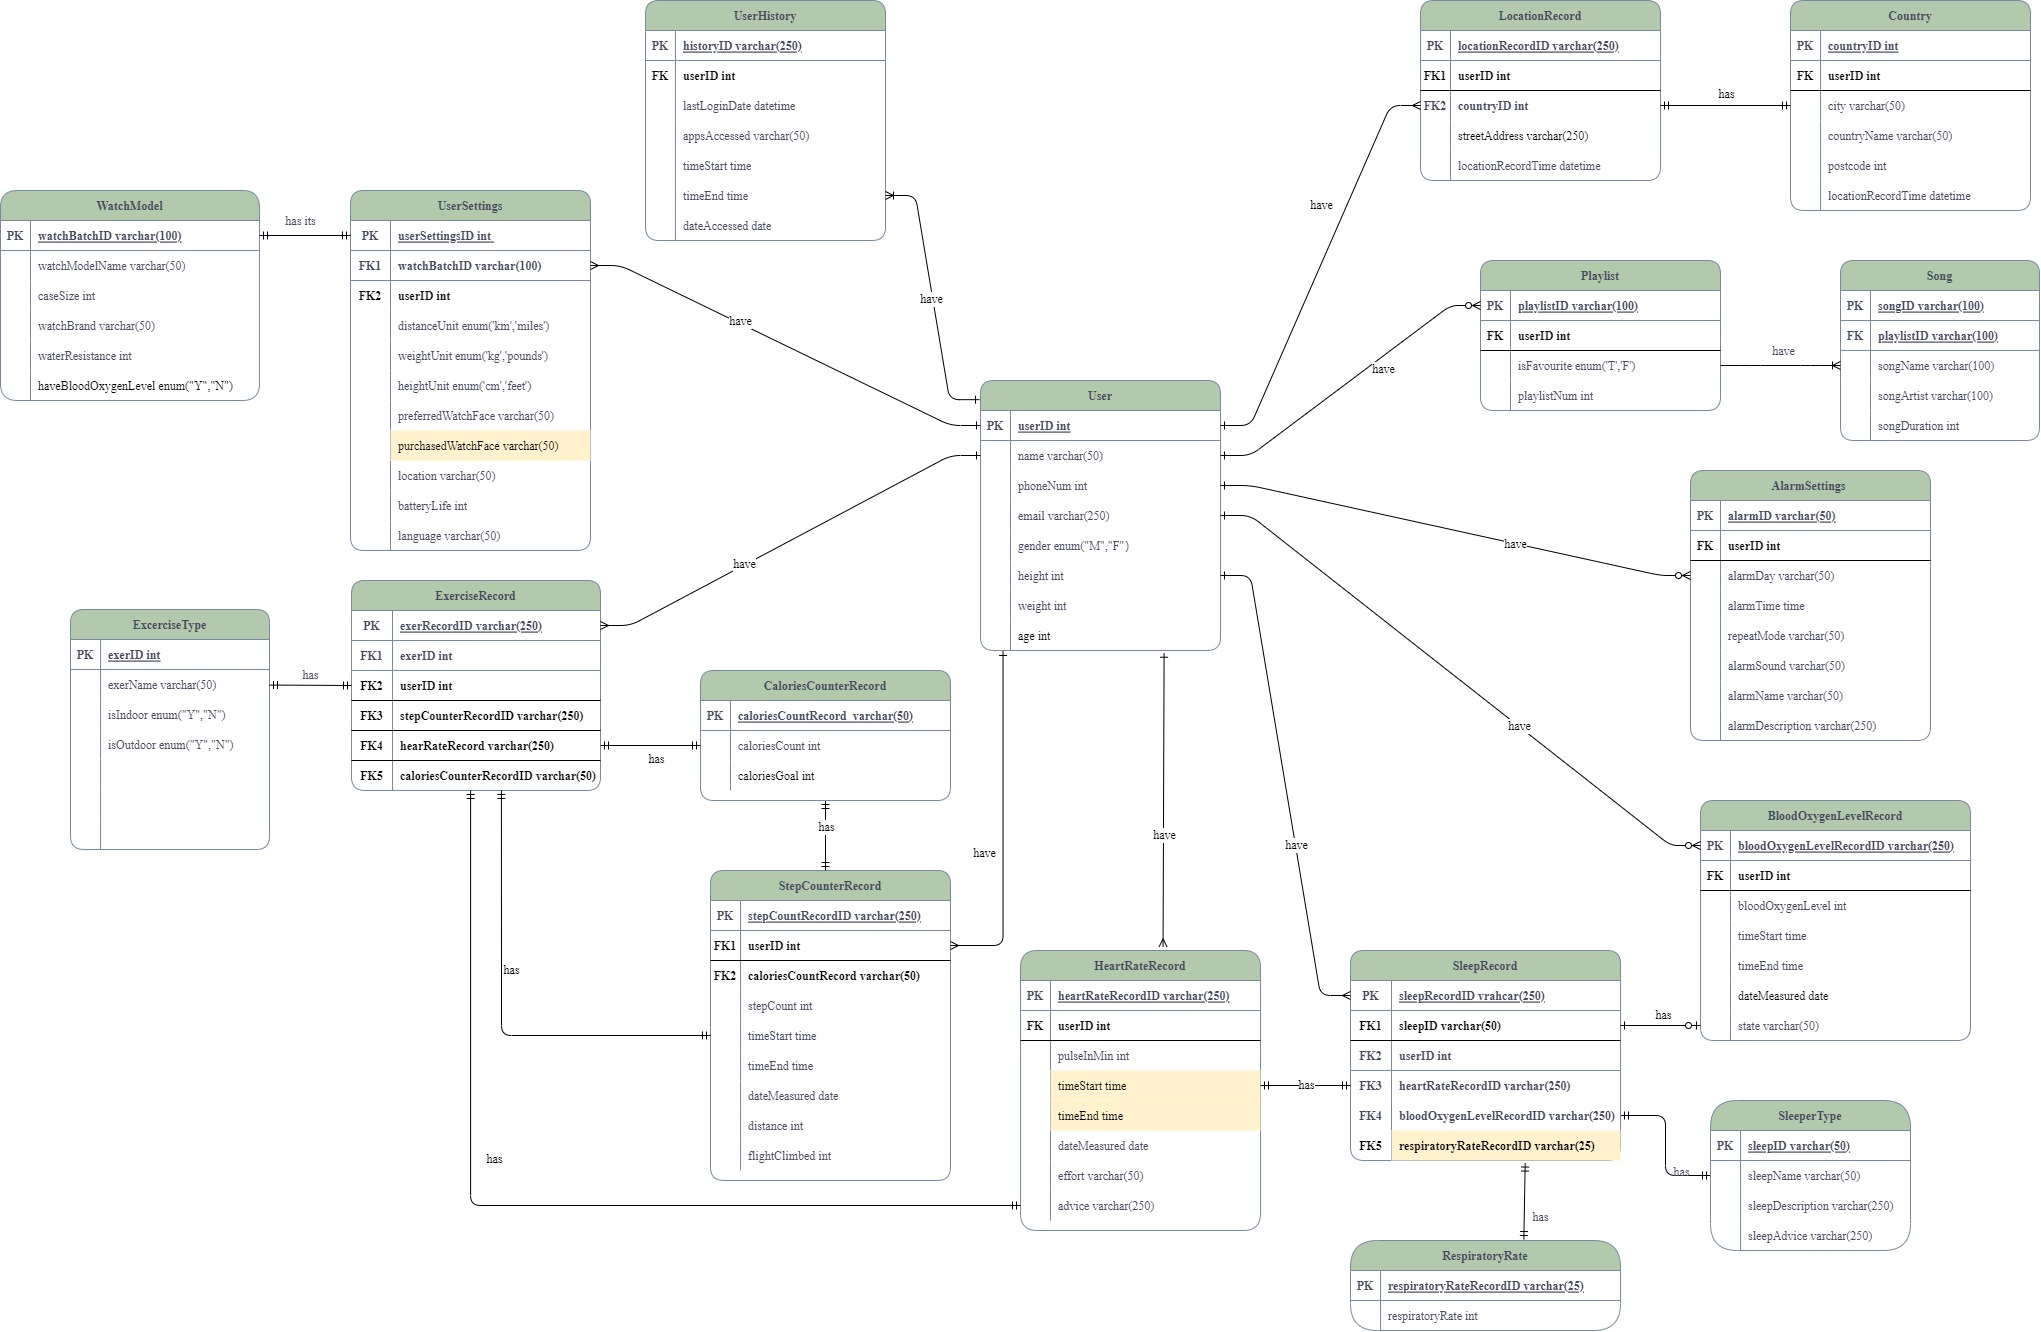 UserHistory
PK historyID varchar(250)
FK userID int
lastLoginDate datetime
appsAccessed varchar(50)
timeStart time
timeEnd time
dateAccessed date
LocationRecord
PK locationRecordID varchar(250)
FK1 userID int
FK2 countryID int
streetAddress varchar(250)
locationRecordTime datetime
has
Country
PK countryID int
FK userID int
city varchar(50)
countryName varchar(50)
postcode int
locationRecordTime datetime
WatchModel
PK watchBatchID varchar(100)
watchModelName varchar(50)
caseSize int
watchBrand varchar(50)
waterResistance int
haveBloodOxygenLevel enum("Y","N")
has its
UserSettings
PK userSettingsID int
FK1 watchBatchID varchar(100)
FK2 userID int
distanceUnit enum('km','miles')
weightUnit enum('kg','pounds')
heightUnit enum('cm','feet')
preferredWatchFace varchar(50)
purchasedWatchFace varchar(50)
location varchar(50)
batteryLife int
language varchar(50)
have
have
have
have
Playlist
PK playlistID varchar(100)
FK userID int
isFavourite enum('T','F')
playlistNum int
have
Song
PK songID varchar(100)
FK playlistID varchar(100)
songName varchar(100)
songArtist varchar(100)
songDuration int
User
PK userID int
name varchar(50)
phoneNum int
email varchar(250)
gender enum("M","F")
height int
weight int
age int
have
have
have
AlarmSettings
PK alarmID varchar(50)
FK userID int
alarmDay varchar(50)
alarmTime time
repeatMode varchar(50)
alarmSound varchar(50)
alarmName varchar(50)
alarmDescription varchar(250)
ExcerciseType
PK exerID int
exerName varchar(50)
isIndoor enum("Y","N")
isOutdoor enum("Y","N")
has
ExerciseRecord
PK exerRecordID varchar(250)
FK1 exerID int
FK2 userID int
FK3 stepCounterRecordID varchar(250)
FK4 hearRateRecord varchar(250)
FK5 caloriesCounterRecordID varchar(50)
has
CaloriesCounterRecord
PK caloriesCountRecord varchar(50)
caloriesCount int
caloriesGoal int
has
have
have
have
StepCounterRecord
PK stepCountRecordID varchar(250)
FK1 userID int
FK2 caloriesCountRecord varchar(50)
stepCount int
timeStart time
timeEnd time
dateMeasured date
distance int
flightClimbed int
has
has
BloodOxygenLevelRecord
PK bloodOxygenLevelRecordID varchar(250)
FK userID int
bloodOxygenLevel int
timeStart time
timeEnd time
dateMeasured date
state varchar(50)
HeartRateRecord
PK heartRateRecordID varchar(250)
FK userID int
pulseInMin int
timeStart time
timeEnd time
dateMeasured date
effort varchar(50)
advice varchar(250)
has
SleepRecord
PK sleepRecordID vrahcar(250)
FK1 sleepID varchar(50)
FK2 userID int
FK3 heartRateRecordID varchar(250)
FK4 bloodOxygenLevelRecordID varchar(250)
FK5 respiratoryRateRecordID varchar(25)
has
has
has
SleeperType
PK sleepID varchar(50)
sleepName varchar(50)
sleepDescription varchar(250)
sleepAdvice varchar(250)
RespiratoryRate
PK respiratoryRateRecordID varchar(25)
respiratoryRate int